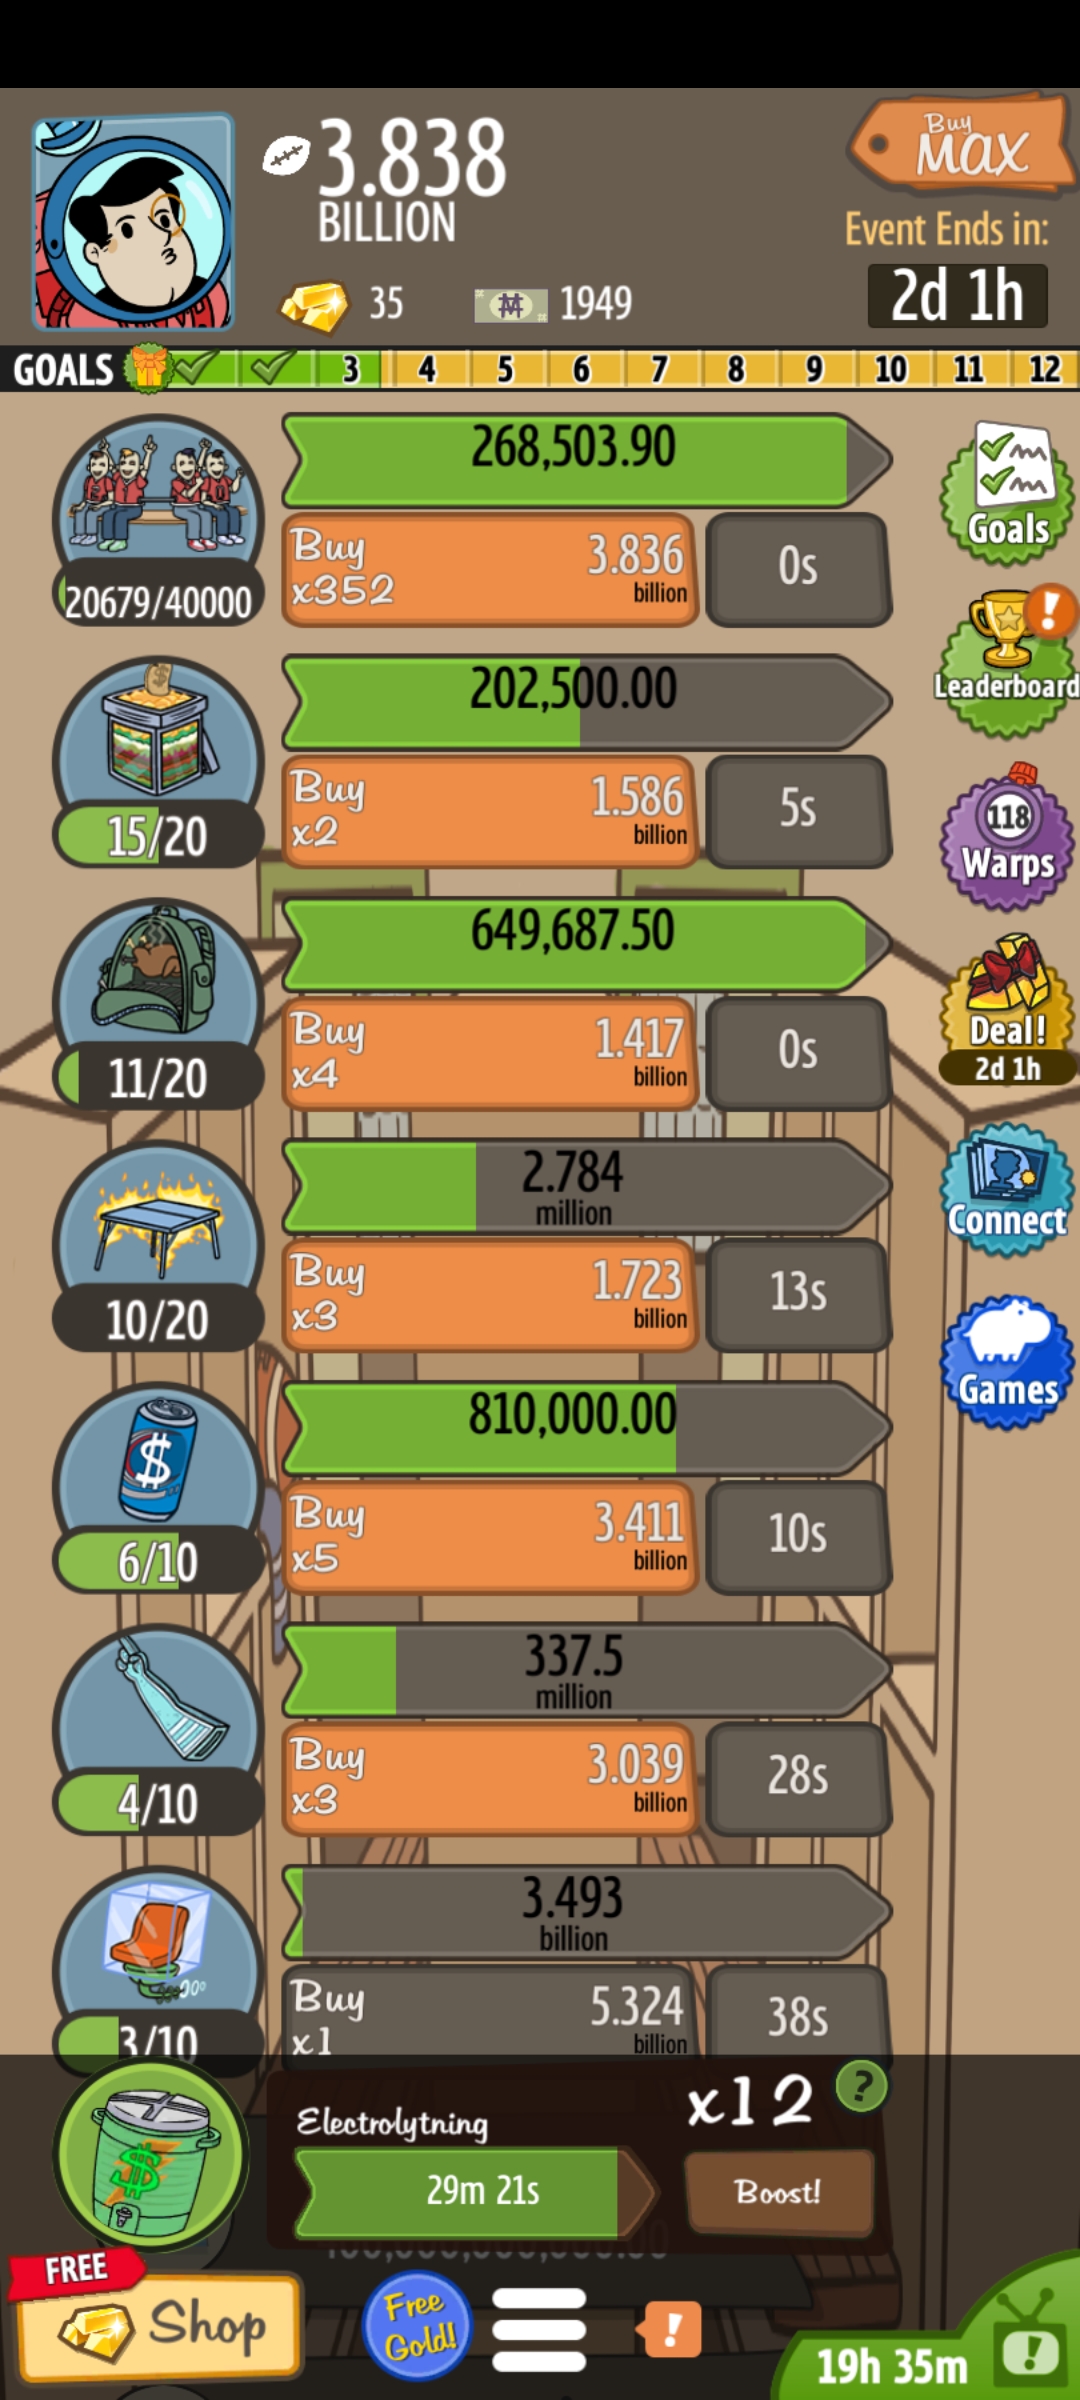 3.838
BILLION
Buy
MAX
Event Ends in:
2d 1h
35
1949
GOALS 3 4 5 6 7 8 9 10 11 12
268,503.90
Buy
x352
3.836
billion
0s
20679/40000
Goals
202,500.00
Buy
x2
1.586
billion
5s
15/20
Leaderboard
649,687.50
Buy
x4
1.417
billion
0s
11/20
118
Warps
Deal!
2d 1h
2.784
million
Buy
x3
1.723
billion
13s
10/20
Connect
810,000.00
Buy
x5
3.411
billion
10s
6/10
Games
337.5
million
Buy
x3
3.039
billion
28s
4/10
3.493
billion
Buy
x1
5.324
billion
38s
3/10
Electrolytning
x12
?
29m 21s
Boost!
FREE
Shop
Free
Gold!
!
19h 35m
!